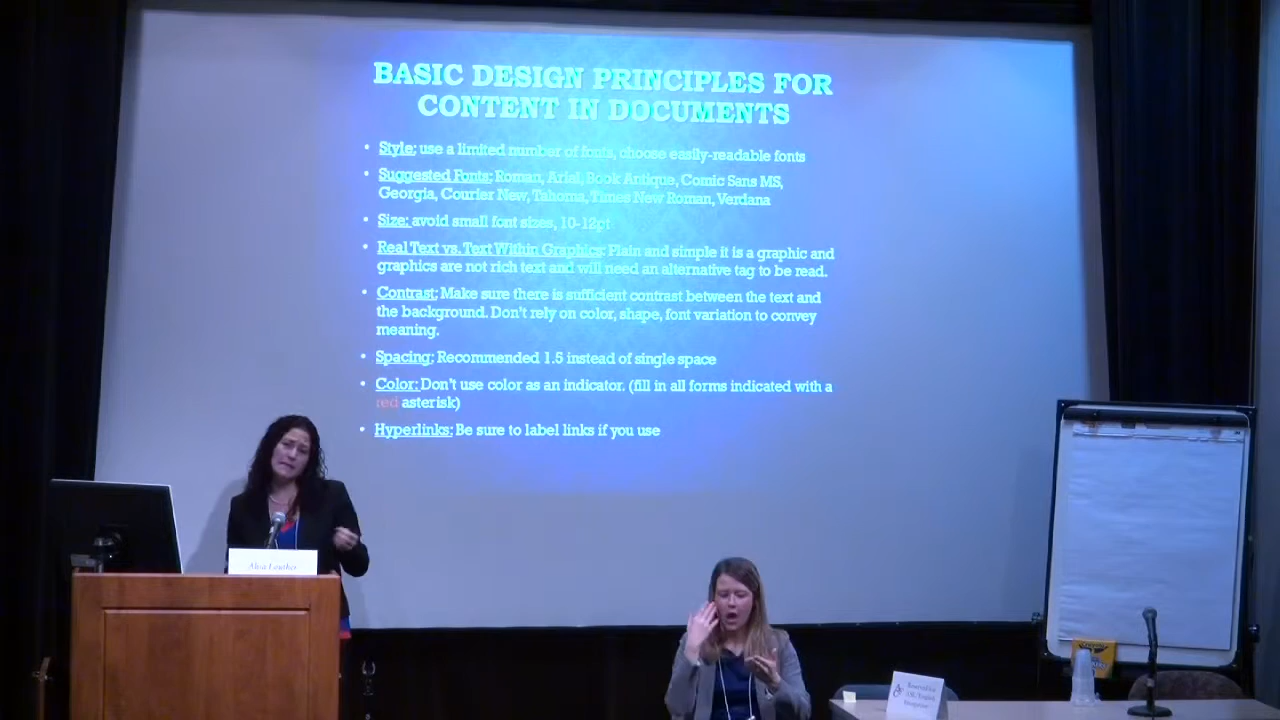 BASIC DESIGN PRINCIPLES FOR
CONTENT IN DOCUMENTS
• Style: use a limited number of fonts, choose easily-readable fonts
• Suggested Fonts: Roman, Ariel, Book Antique, Comic Sans MS,
Georgia, Courier New, Tahoma, Times New Roman, Verdana
• Size: avoid small font sizes, 10-12pt
• Real Text vs. Text Within Graphics: Plain and simple it is a graphic and
graphics are not rich text and will need an alternative tag to be read.
• Contrast: Make sure there is sufficient contrast between the text and
the background. Don't rely on color, shape, font variation to convey
meaning.
• Spacing: Recommended 1.5 instead of single space
• Color: Don't use color as an indicator. (fill in all forms indicated with a
red asterisk)
• Hyperlinks: Be sure to label links if you use